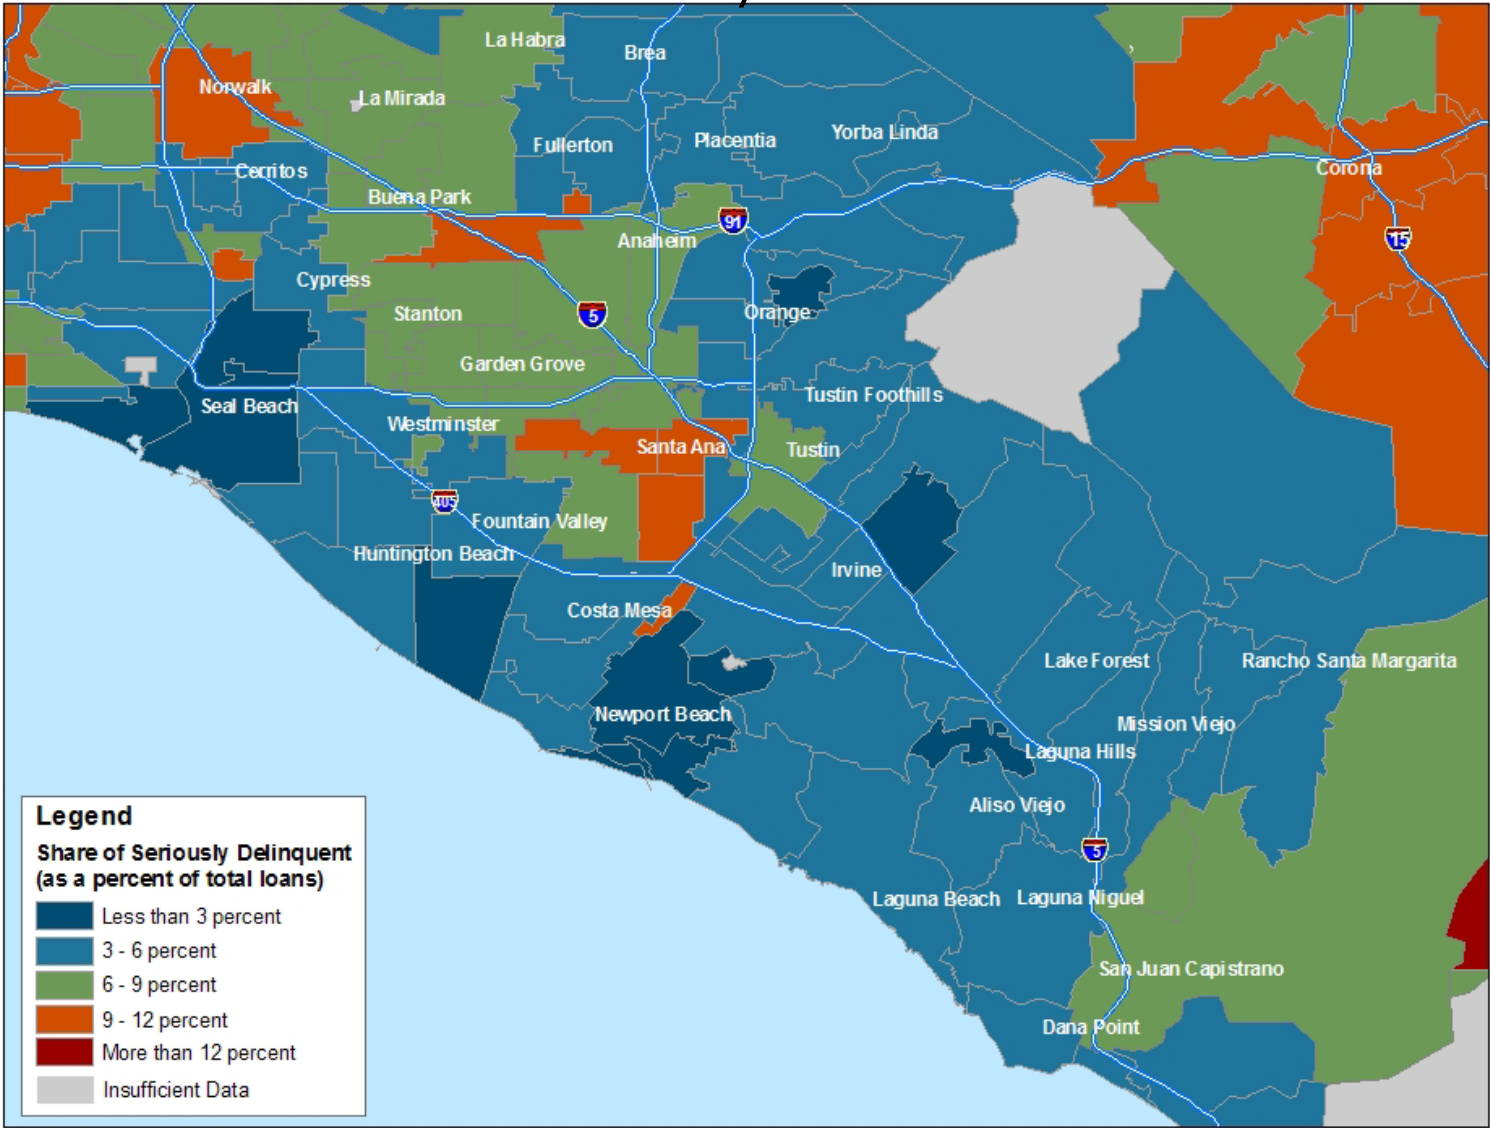 La Habra
Brea
Norwalk
La Mirada
Fullerton
Placentia
Yorba Linda
Cerritos
Corona
Buena Park
91
Anaheim
15
Cypress
Stanton
5
Orange
Garden Grove
Tustin Foothills
Seal Beach
Westminster
Santa Ana
Tustin
405
Fountain Valley
Huntington Beach
Irvine
Costa Mesa
Lake Forest
Rancho Santa Margarita
Newport Beach
Mission Viejo
Laguna Hills
Aliso Viejo
5
Laguna Beach
Laguna Niguel
San Juan Capistrano
Dana Point
Legend
Share of Seriously Delinquent
(as a percent of total loans)
Less than 3 percent
3 - 6 percent
6 - 9 percent
9 - 12 percent
More than 12 percent
Insufficient Data